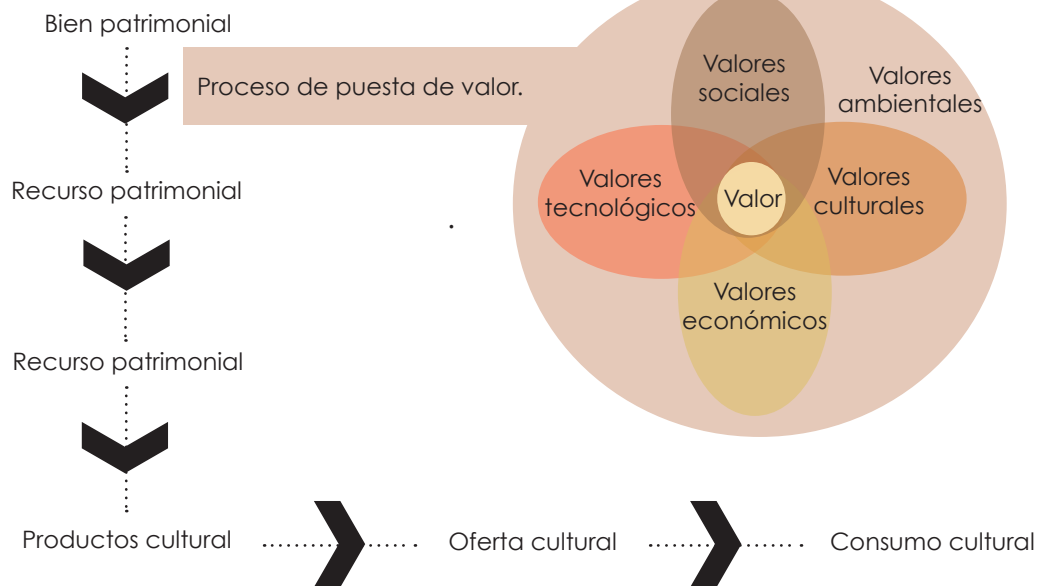 Bien patrimonial
Proceso de puesta de valor.
Valores
sociales
Valores
ambientales
Recurso patrimonial
Valores
tecnológicos
Valor
Valores
culturales
Valores
económicos
Recurso patrimonial
Productos cultural
Oferta cultural
Consumo cultural